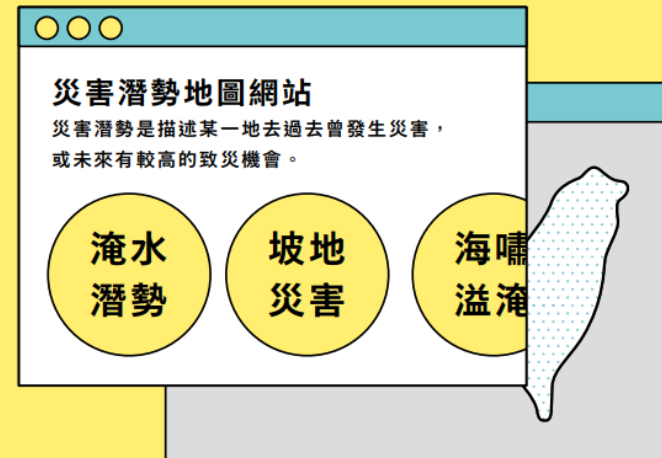 災害潛勢地圖網站
災害潛勢是描述某一地去過去曾發生災害，
或未來有較高的致災機會。
淹水
潛勢
坡地
災害
海嘯
溢淹